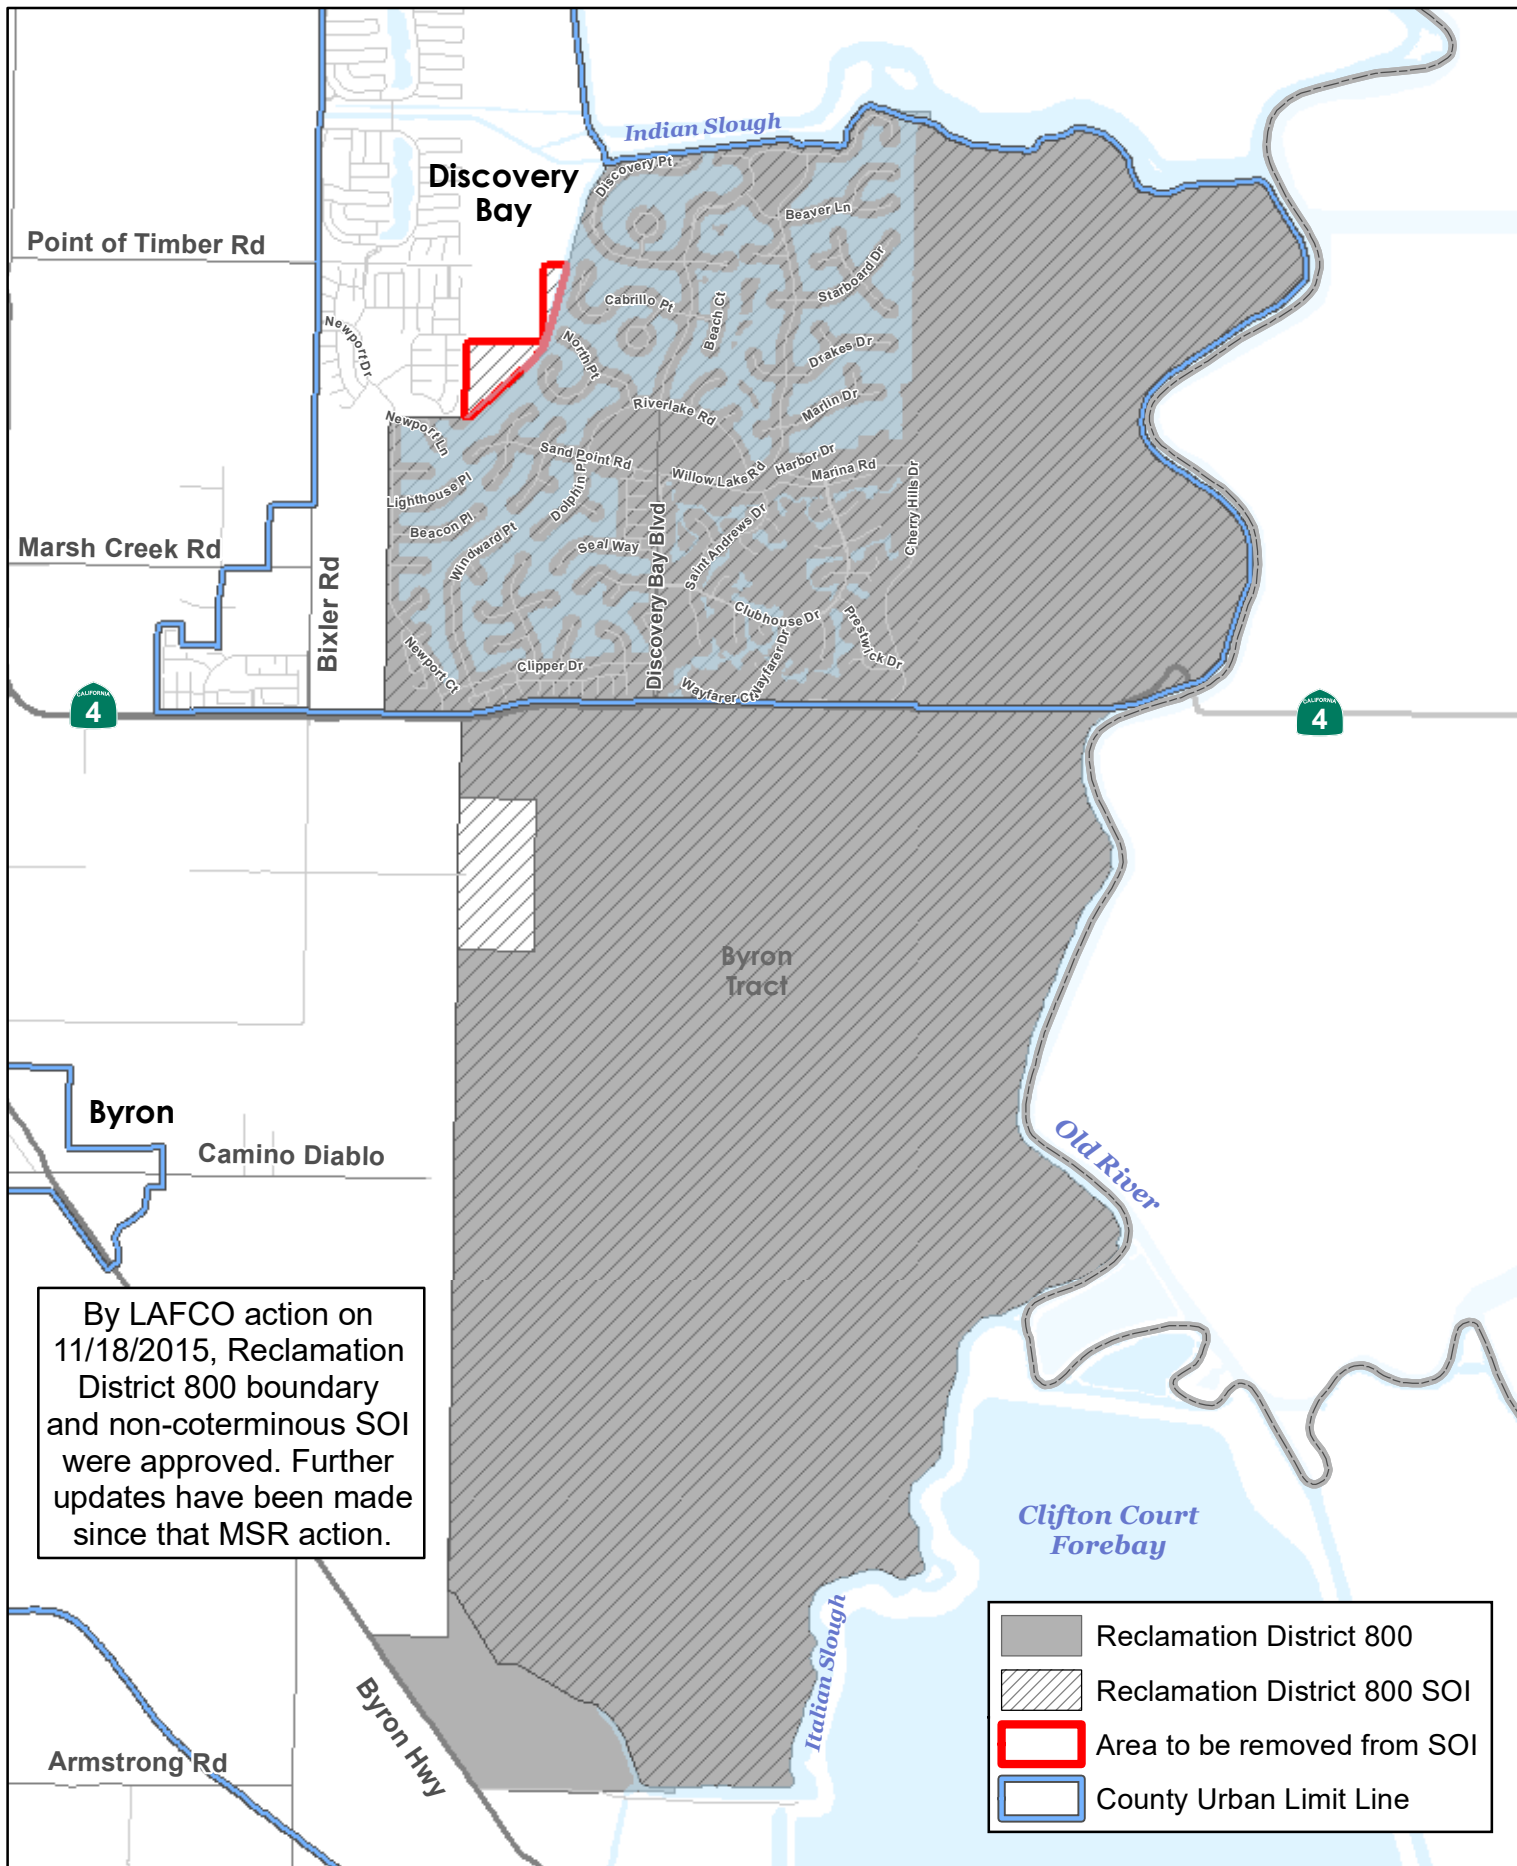 Indian Slough
Discovery
Bay
Discovery Pt
Beaver Ln
Point of Timber Rd
Starboard Dr
Cabrillo Pt
Beach Ct
Newport Dr
North Pt
Drakes Dr
Riverlake Rd
Marlin Dr
Newport Ln
Sand Point Rd
Willow Lake Rd
Harbor Dr
Marina Rd
Lighthouse Pl
Dolphin Pl
Cherry Hills Dr
Beacon Pl
Windward Pt
Seal Way
Saint Andrews Dr
Marsh Creek Rd
Bixler Rd
Discovery Bay Blvd
Clubhouse Dr
Prestwick Dr
Newport Ct
Clipper Dr
Wayfarer Dr
Wayfarer Ct
CALIFORNIA
4
CALIFORNIA
4
Byron
Tract
Byron
Camino Diablo
Old River
By LAFCO action on
11/18/2015, Reclamation
District 800 boundary
and non-coterminous SOI
were approved. Further
updates have been made
since that MSR action.
Clifton Court
Forebay
Italian Slough
Byron Hwy
Armstrong Rd
Reclamation District 800
Reclamation District 800 SOI
Area to be removed from SOI
County Urban Limit Line